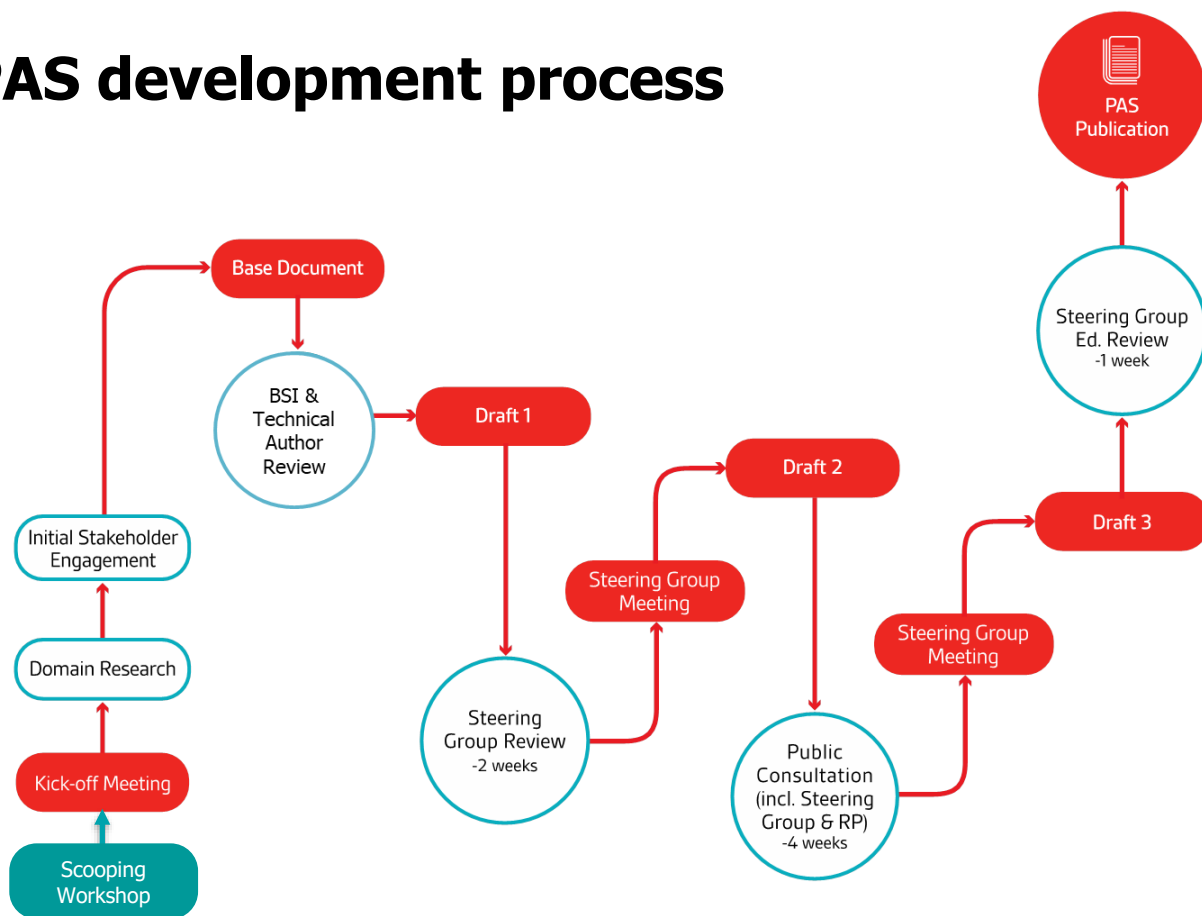 PAS development process
PAS
Publication
Base Document
Steering Group
Ed. Review
-1 week
BSI &
Technical
Author
Review
Draft 1
Draft 2
Draft 3
Initial Stakeholder
Engagement
Steering Group
Meeting
Steering Group
Meeting
Domain Research
Steering
Group Review
-2 weeks
Public
Consultation
(incl. Steering
Group & RP)
-4 weeks
Kick-off Meeting
Scooping
Workshop